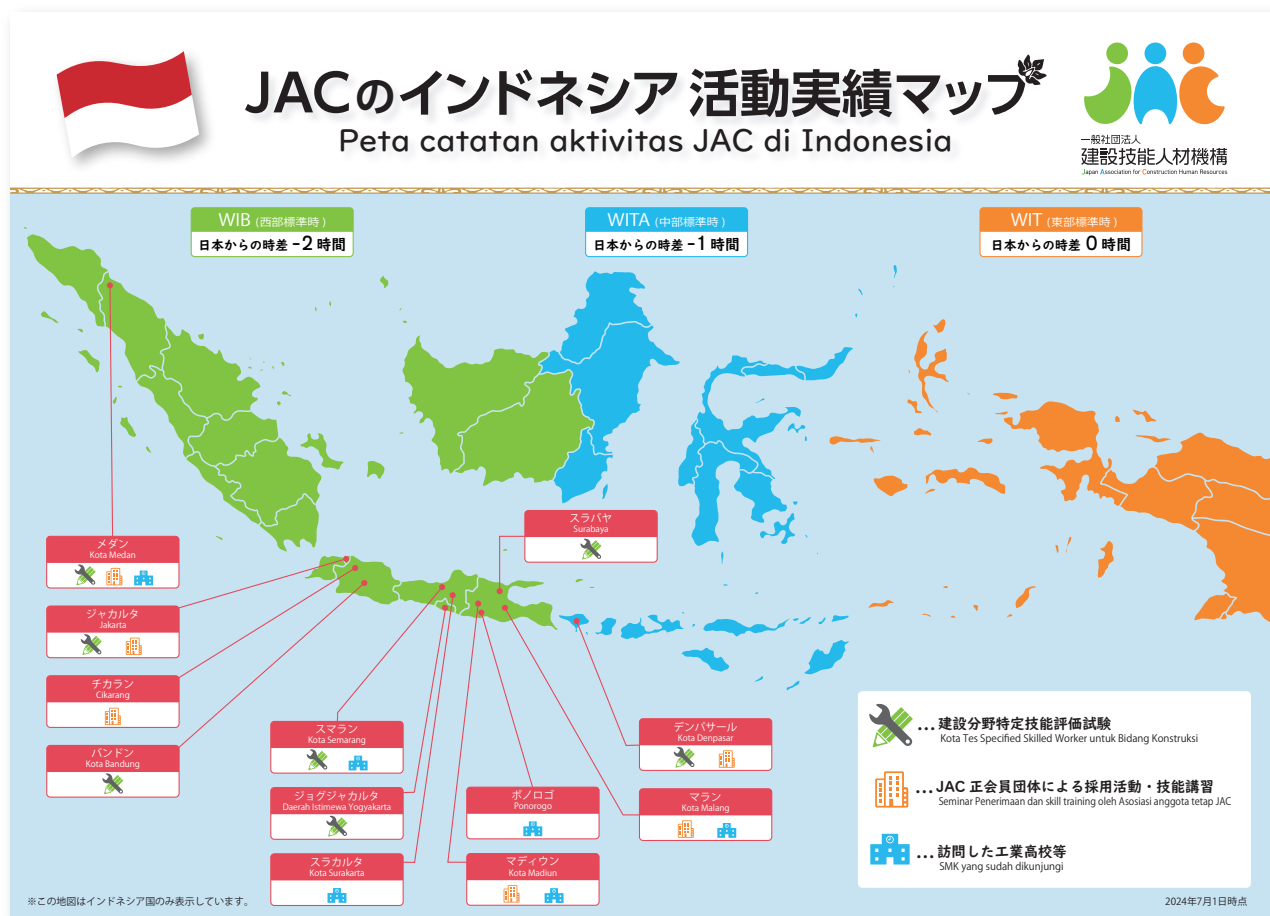 JACのインドネシア 活動実績マップ
Peta catatan aktivitas JAC di Indonesia
JAC
一般社団法人
建設技能人材機構
Japan Association for Construction Human Resources
WIB (西部標準時)
日本からの時差 -2 時間
WITA (中部標準時)
日本からの時差 -1 時間
WIT (東部標準時)
日本からの時差 0 時間
スラバヤ
Surabaya
メダン
Kota Medan
ジャカルタ
Jakarta
チカラン
Cikarang
バンドン
Kota Bandung
スマラン
Kota Semarang
ジョグジャカルタ
Daerah Istimewa Yogyakarta
スラカルタ
Kota Surakarta
ポノロゴ
Ponorogo
マディウン
Kota Madiun
デンパサール
Kota Denpasar
マラン
Kota Malang
…建設分野特定技能評価試験
Kota Tes Specified Skilled Worker untuk Bidang Konstruksi
…JAC 正会員団体による採用活動・技能講習
Seminar Penerimaan dan skill training oleh Asosiasi anggota tetap JAC
…訪問した工業高校等
SMK yang sudah dikunjungi
※この地図はインドネシア国のみ表示しています。
2024年7月1日時点